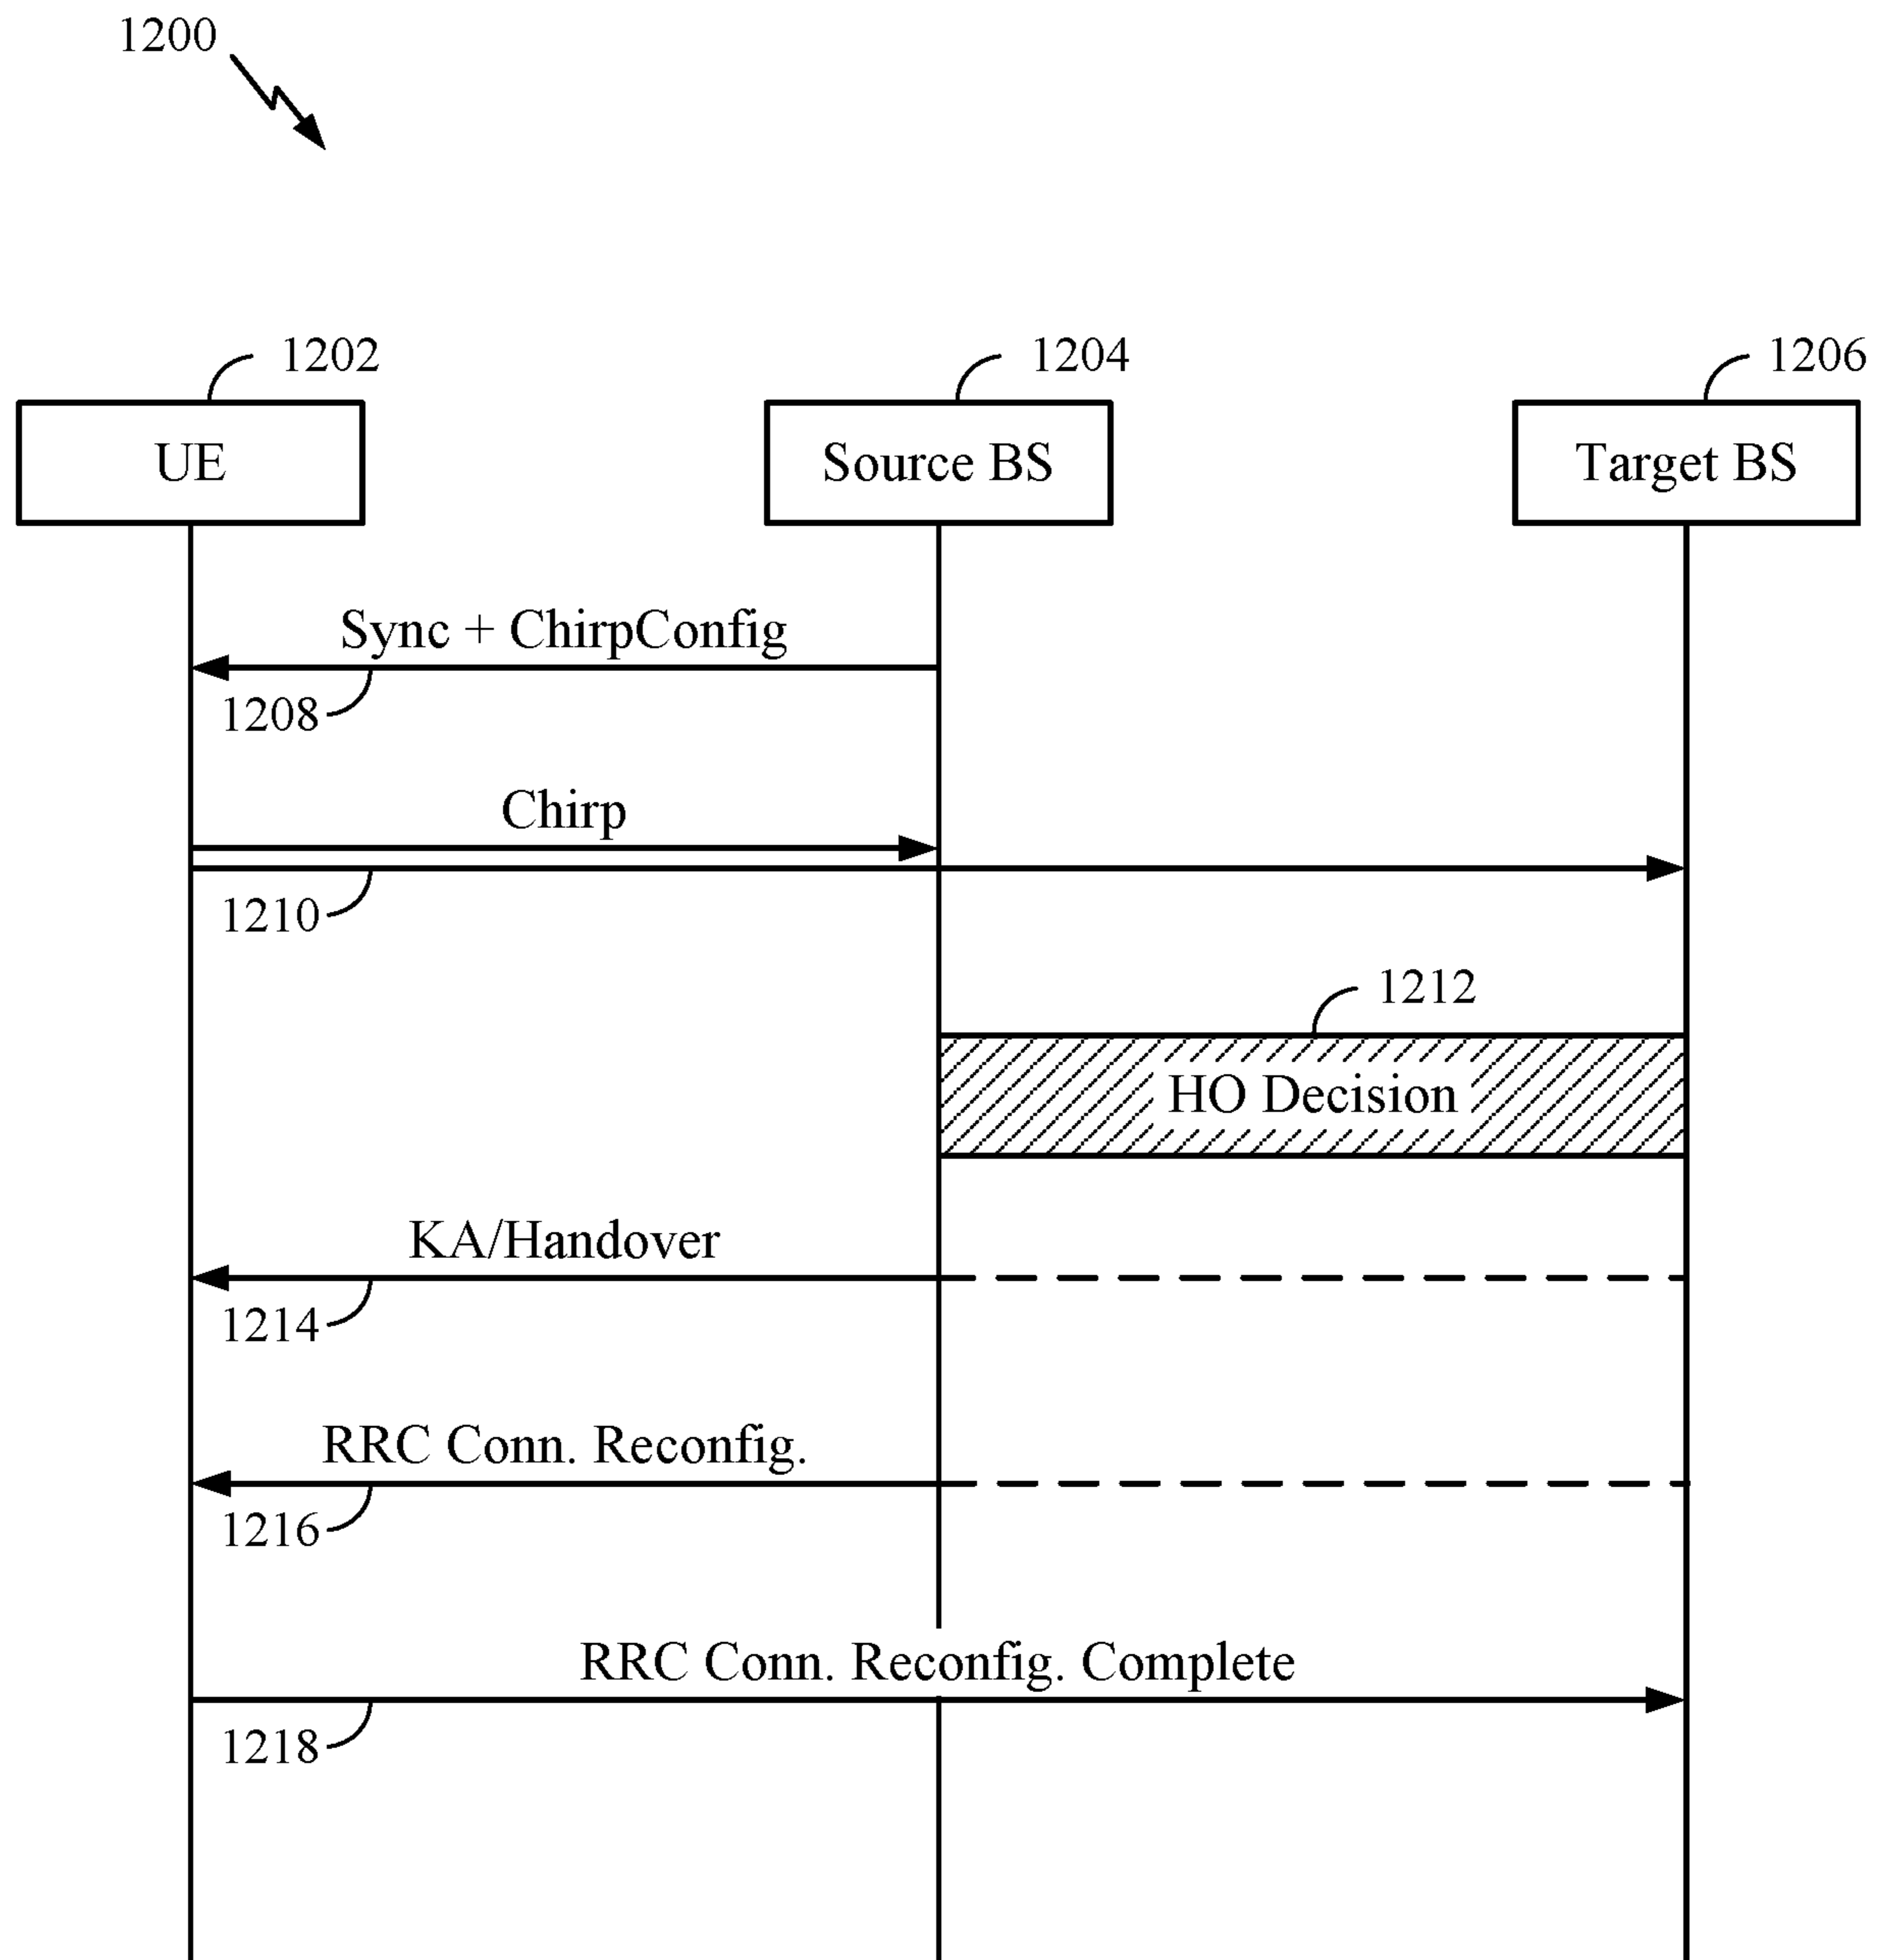 1200
1202
1204
1206
UE
Source BS
Target BS
Sync + ChirpConfig
1208
Chirp
1210
1212
HO Decision
KA/Handover
1214
RRC Conn. Reconfig.
1216
RRC Conn. Reconfig. Complete
1218